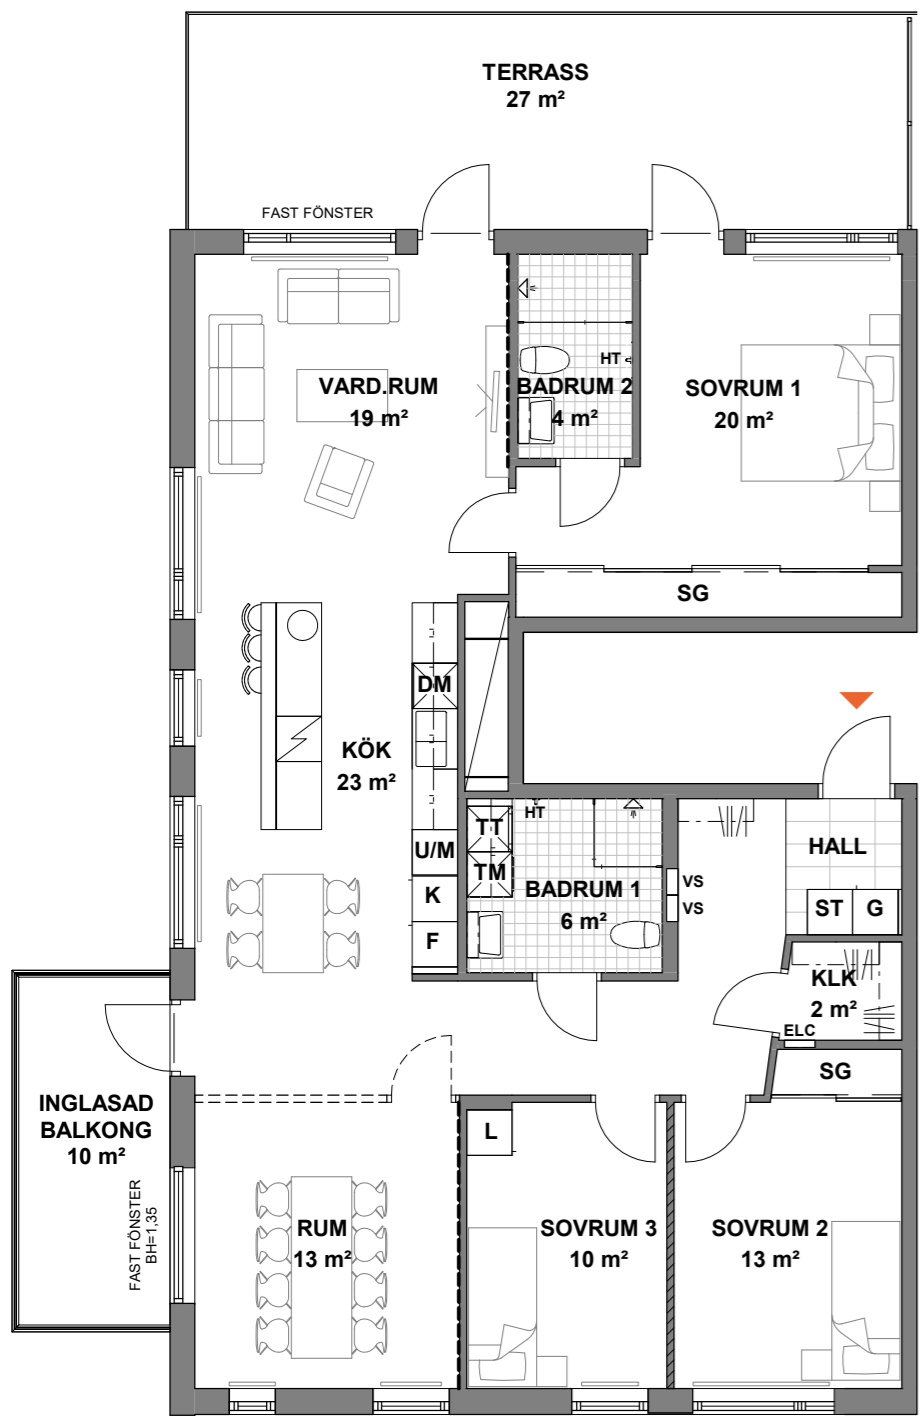 TERRASS
27 m²
FAST FÖNSTER
VARD.RUM
19 m²
HT
BADRUM 2
4 m²
SOVRUM 1
20 m²
SG
DM
KÖK
23 m²
U/M
K
F
TT
TM
HT
BADRUM 1
6 m²
VS
VS
HALL
ST
G
KLK
2 m²
ELC
SG
INGLASAD
BALKONG
10 m²
FAST FÖNSTER
BH=1,35
L
RUM
13 m²
SOVRUM 3
10 m²
SOVRUM 2
13 m²